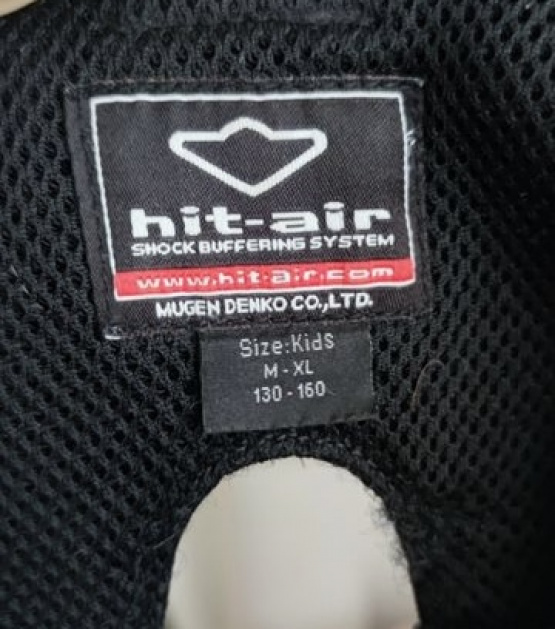 hit-air
SHOCK BUFFERING SYSTEM
www.hit-air.com
MUGEN DENKO CO.,LTD.
Size:Kids
M - XL
130 - 160